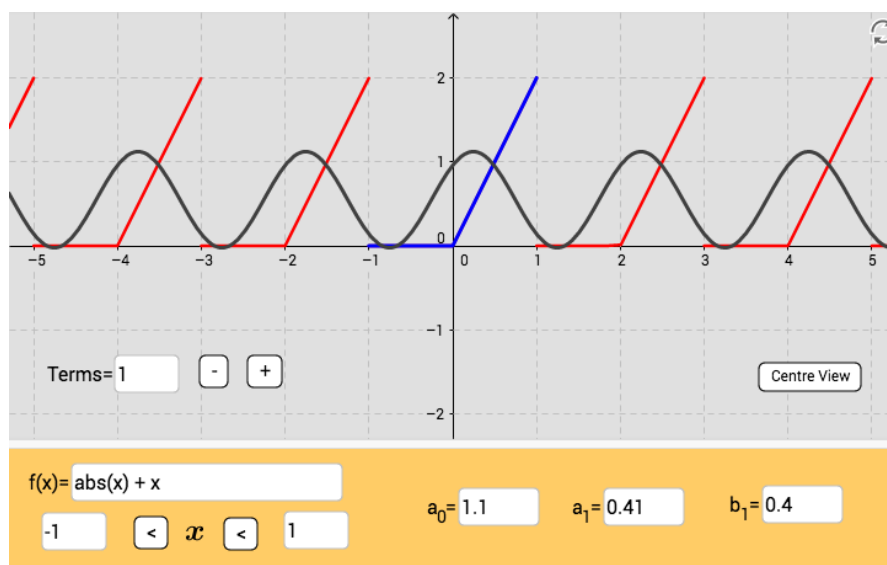 2
1
0
−5 −4 −3 −2 −1 0 1 2 3 4 5
−1
Terms= 1 - +
Centre View
−2
f(x)= abs(x) + x
a0= 1.1 a1= 0.41 b1= 0.4
-1 < x < 1